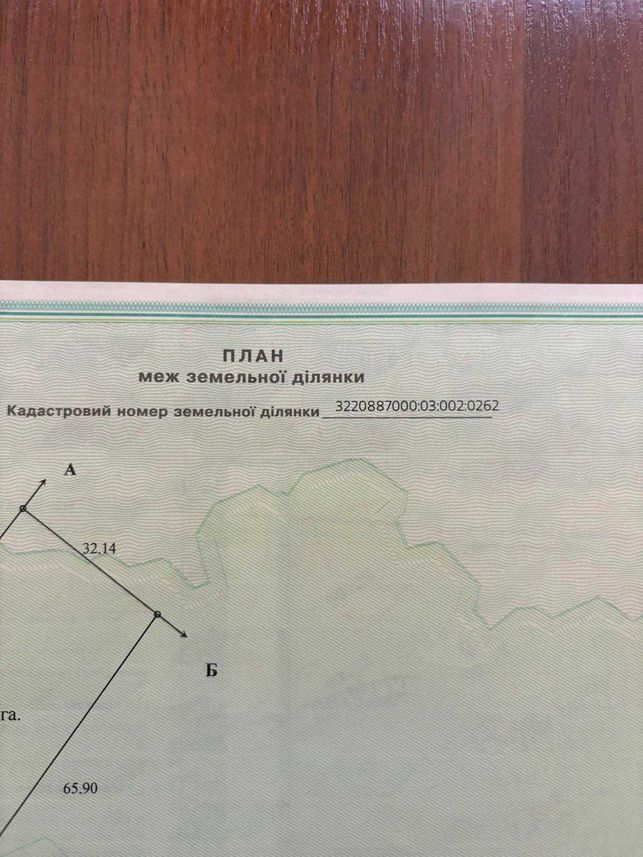 ПЛАН
меж земельної ділянки
Кадастровий номер земельної ділянки 3220887000:03:002:0262
А
32,14
Б
га.
65,90